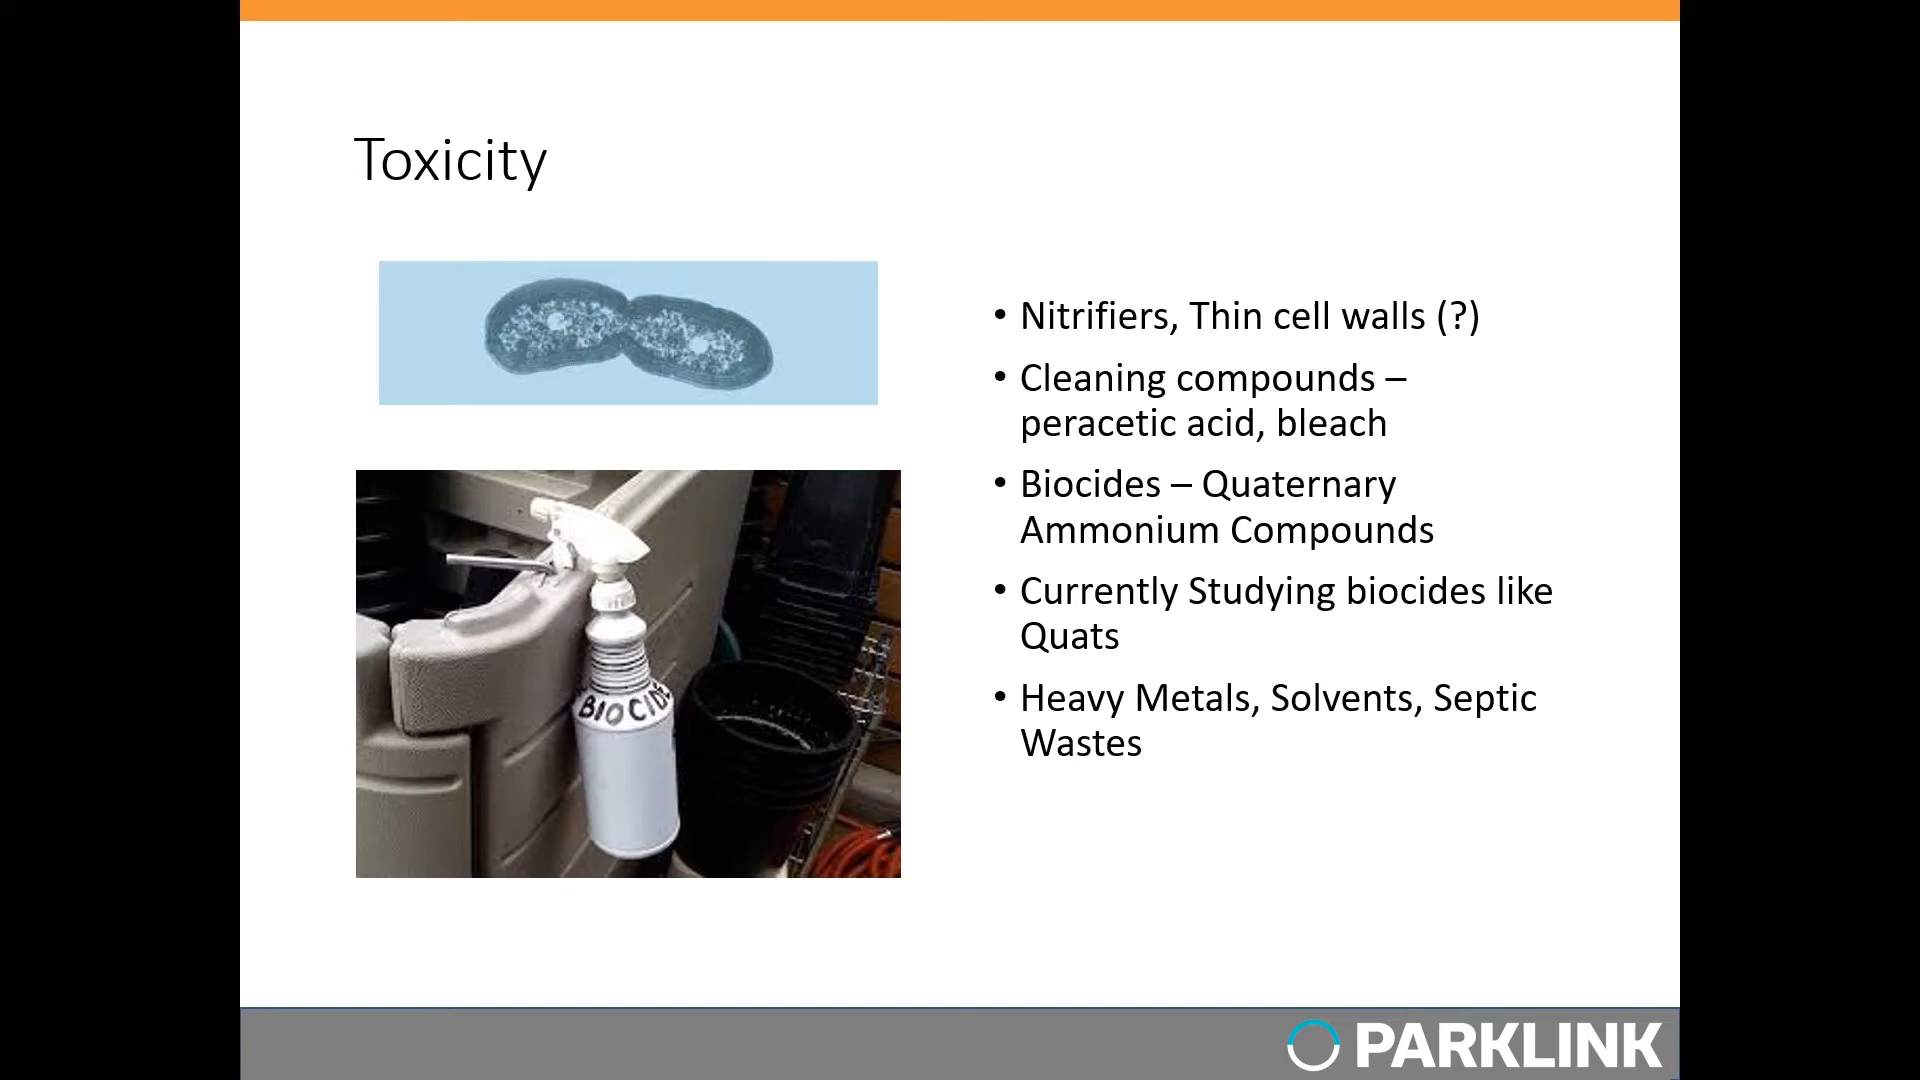 Toxicity
• Nitrifiers, Thin cell walls (?)
• Cleaning compounds –
peracetic acid, bleach
• Biocides – Quaternary
Ammonium Compounds
• Currently Studying biocides like
Quats
• Heavy Metals, Solvents, Septic
Wastes
BIOCIDE
PARKLINK